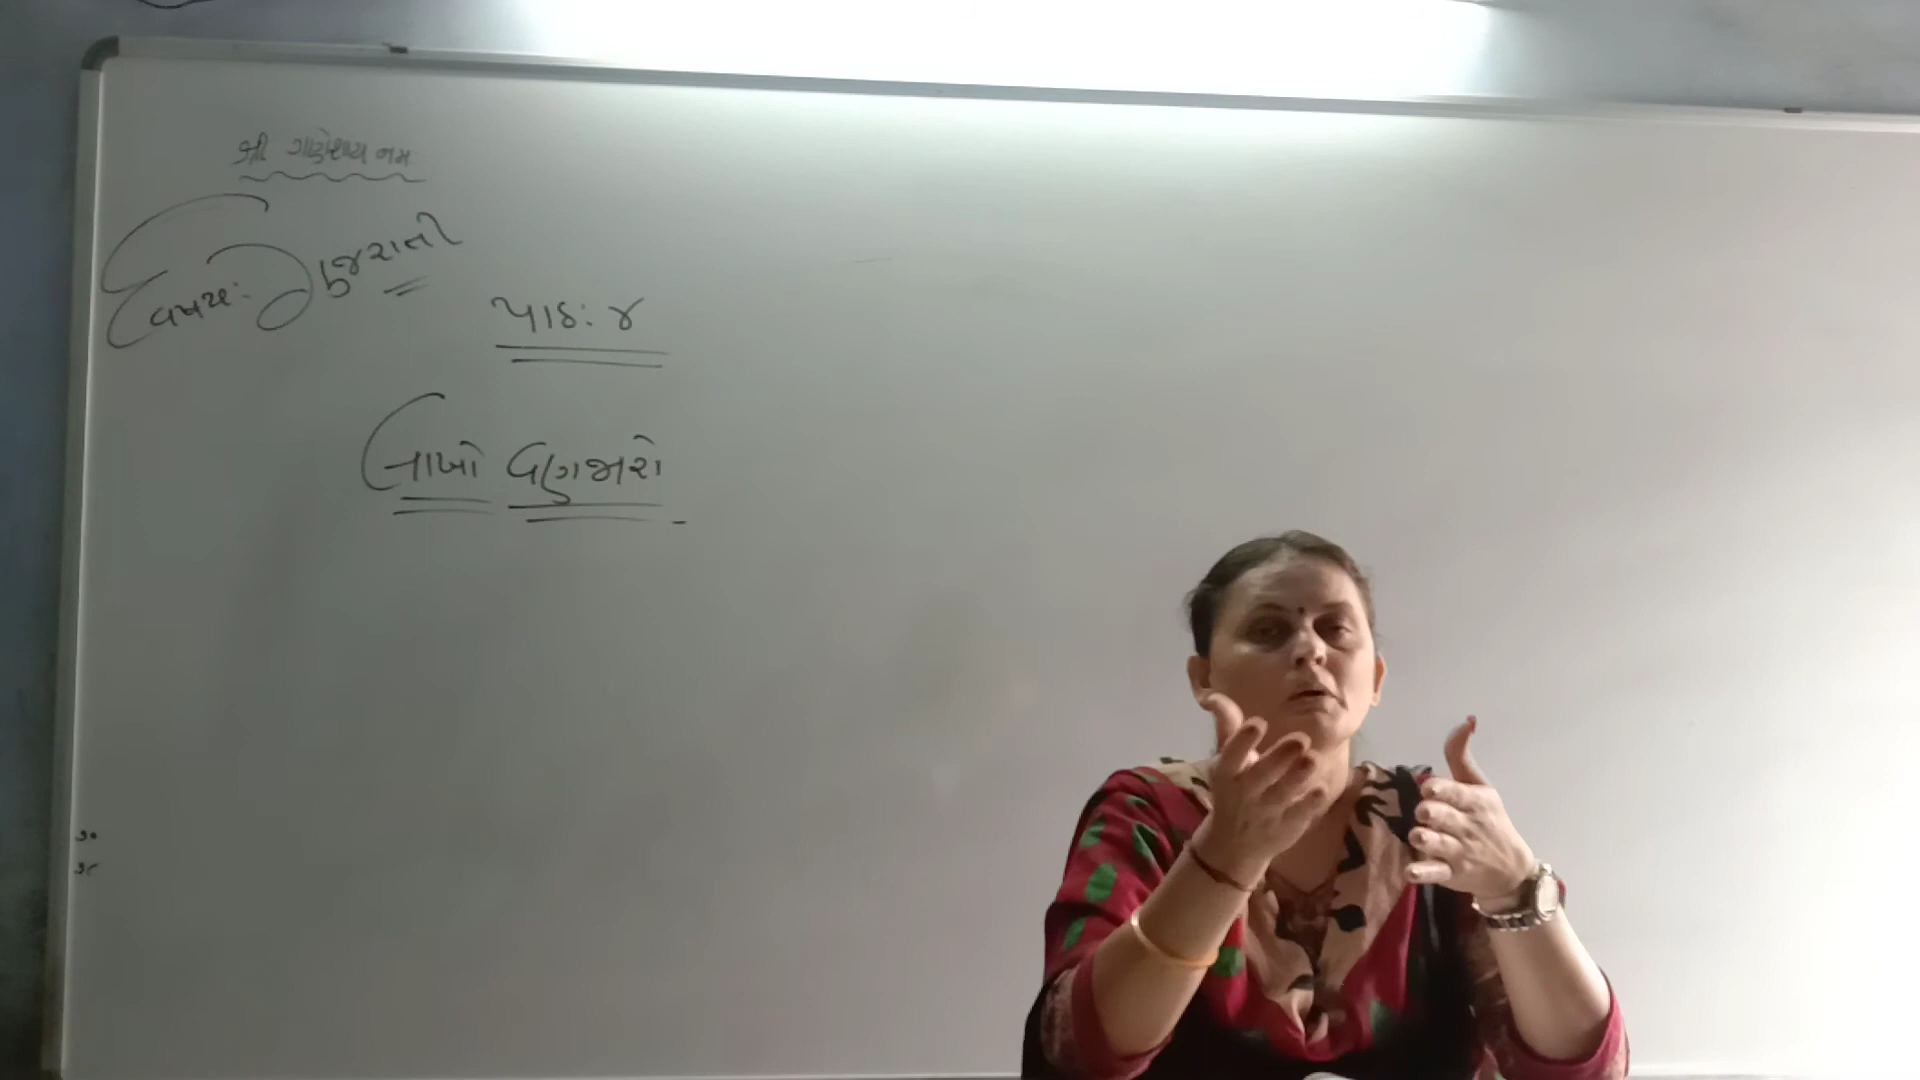 શ્રી ગણેશાય નમ
વિષય: ગુજરાતી
પાઠ: ૪
લાખો વણજારો